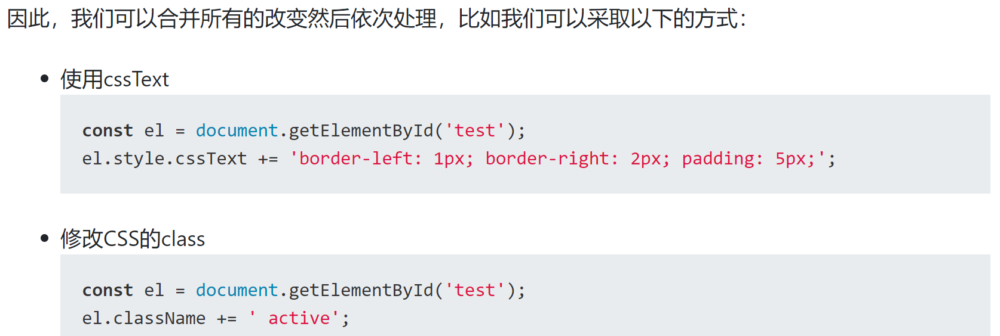 因此，我们可以合并所有的改变然后依次处理，比如我们可以采取以下的方式：
使用cssText
const el = document.getElementById('test');
el.style.cssText += 'border-left: 1px; border-right: 2px; padding: 5px;';
修改CSS的class
const el = document.getElementById('test');
el.className += ' active';